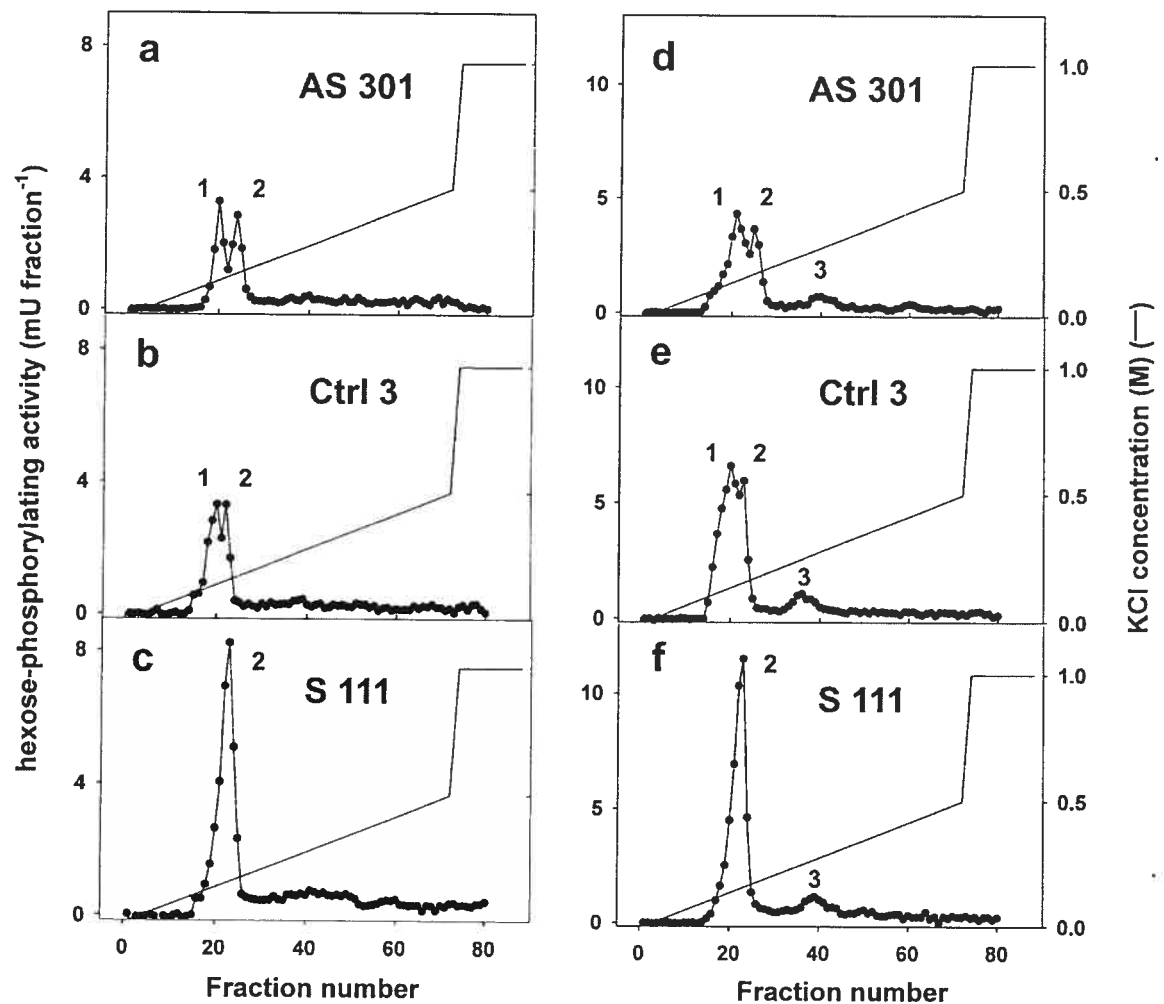 a
AS 301
8
4
0
1 2
b
Ctrl 3
8
4
0
1 2
c
S 111
8
4
0
2
0 20 40 60 80
Fraction number
hexose-phosphorylating activity (mU fraction-1)
d
AS 301
10
5
0
1 2
3
1.0
0.5
0.0
e
Ctrl 3
10
5
0
1 2
3
1.0
0.5
0.0
f
S 111
10
5
0
2
3
1.0
0.5
0.0
0 20 40 60 80
Fraction number
KCl concentration (M) (—)